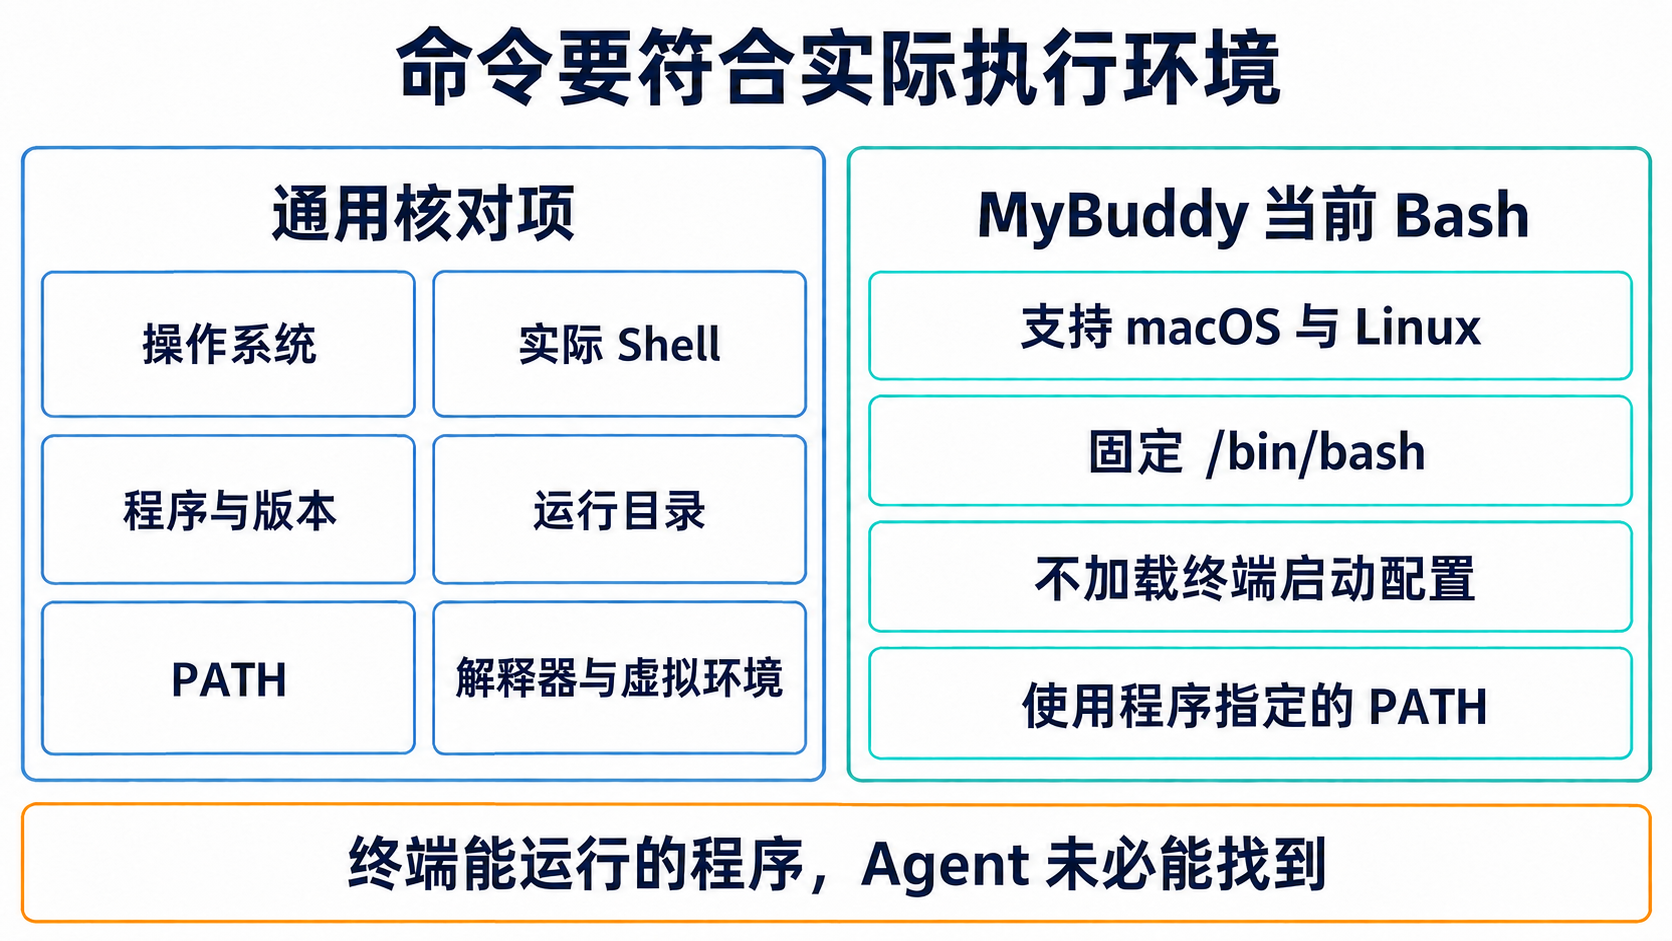 命令要符合实际执行环境
通用核对项
操作系统
实际 Shell
程序与版本
运行目录
PATH
解释器与虚拟环境
MyBuddy 当前 Bash
支持 macOS 与 Linux
固定 /bin/bash
不加载终端启动配置
使用程序指定的 PATH
终端能运行的程序，Agent 未必能找到